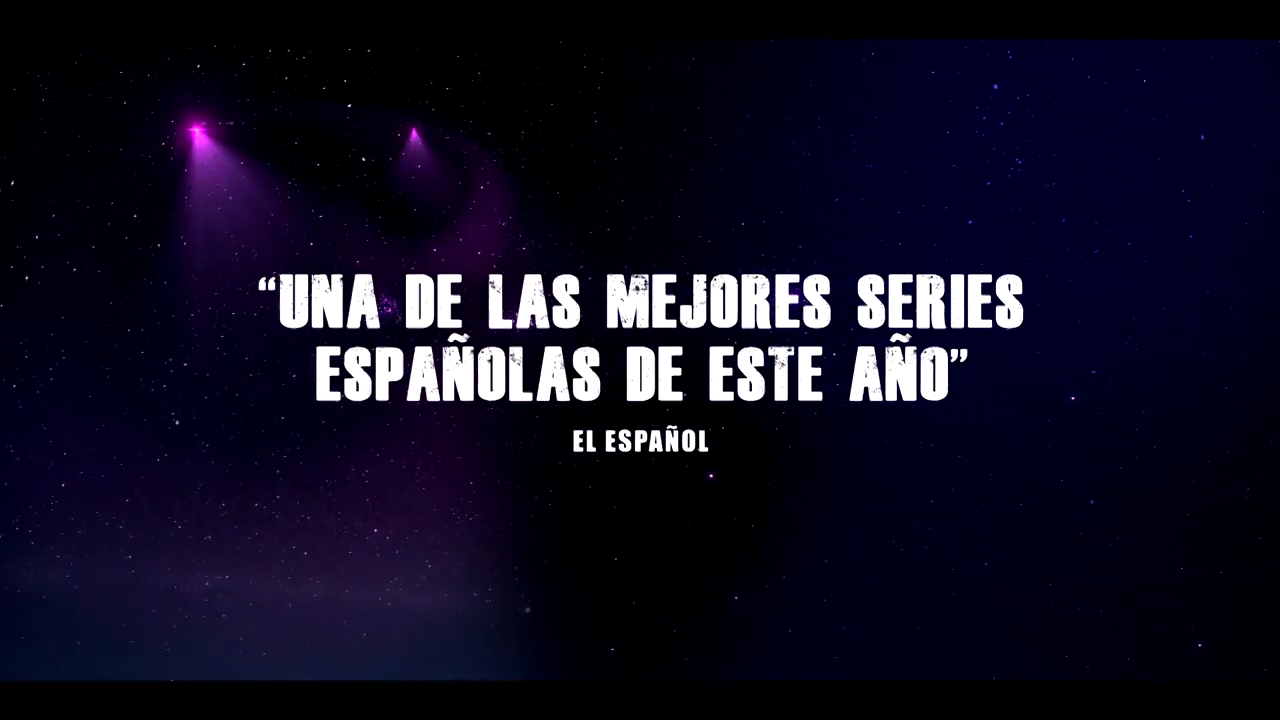 “UNA DE LAS MEJORES SERIES
ESPAÑOLAS DE ESTE AÑO”
EL ESPAÑOL